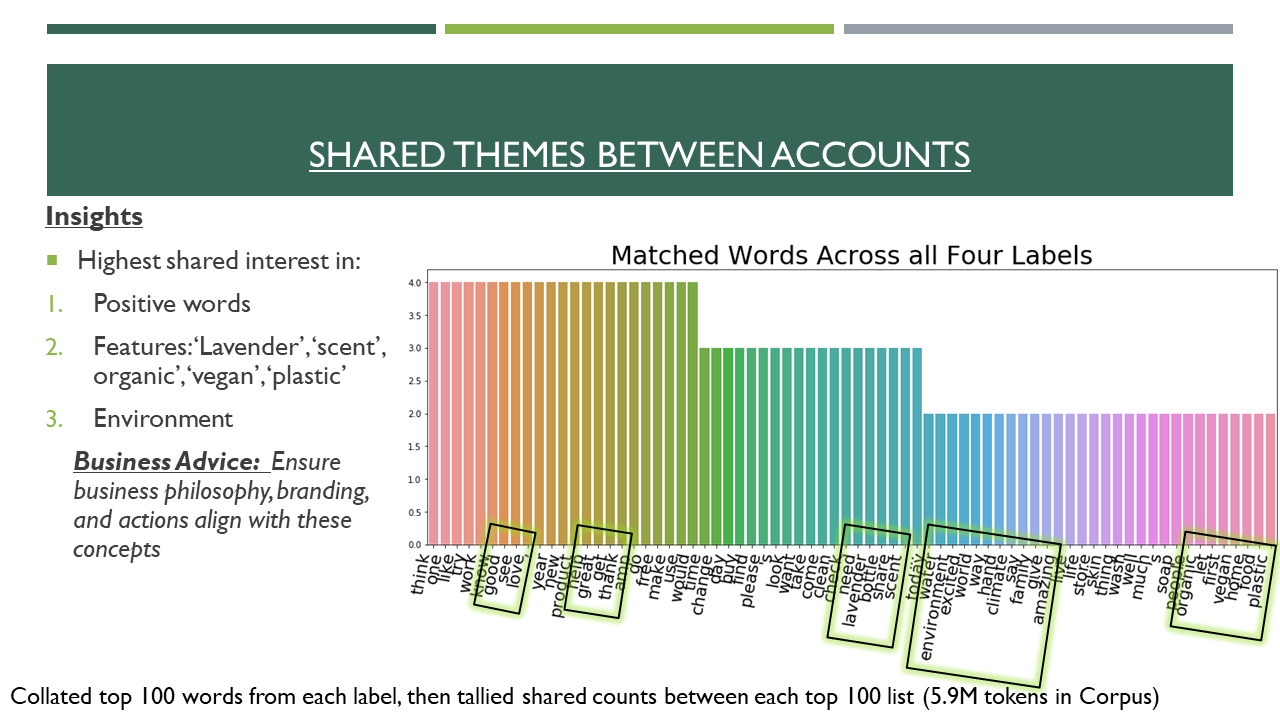 SHARED THEMES BETWEEN ACCOUNTS
Insights
Highest shared interest in:
1. Positive words
2. Features:‘Lavender’,‘scent’,
organic’,‘vegan’,‘plastic’
3. Environment
Business Advice: Ensure
business philosophy, branding,
and actions align with these
concepts
Matched Words Across all Four Labels
4.0
3.5
3.0
2.5
2.0
1.5
1.0
0.5
0.0
think
one
like
try
work
know
good
see
love
year
new
product
help
great
get
thank
amp
go
free
make
use
would
time
change
day
buy
find
please
's
look
want
take
come
clean
check
need
lavender
bottle
share
scent
today
water
environment
excited
world
way
hand
climate
say
family
give
amazing
live
life
store
skin
thing
wash
well
much
s
soap
people
organic
let
first
vegan
home
plastic
Collated top 100 words from each label, then tallied shared counts between each top 100 list (5.9M tokens in Corpus)